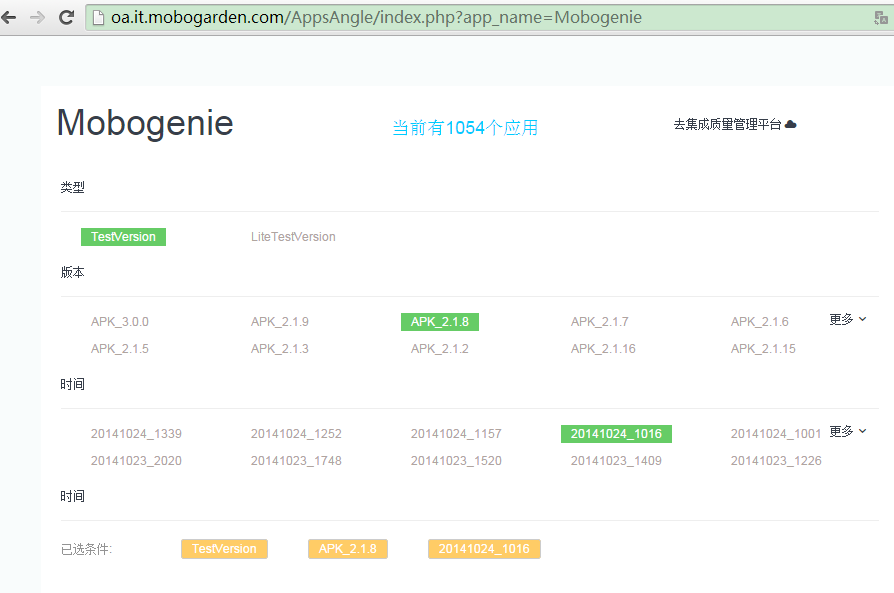 oa.it.mobogarden.com/AppsAngle/index.php?app_name=Mobogenie
Mobogenie 当前有1054个应用 去集成质量管理平台
类型
TestVersion LiteTestVersion
版本
APK_3.0.0 APK_2.1.9 APK_2.1.8 APK_2.1.7 APK_2.1.6 更多
APK_2.1.5 APK_2.1.3 APK_2.1.2 APK_2.1.16 APK_2.1.15
时间
20141024_1339 20141024_1252 20141024_1157 20141024_1016 20141024_1001 更多
20141023_2020 20141023_1748 20141023_1520 20141023_1409 20141023_1226
时间
已选条件: TestVersion APK_2.1.8 20141024_1016